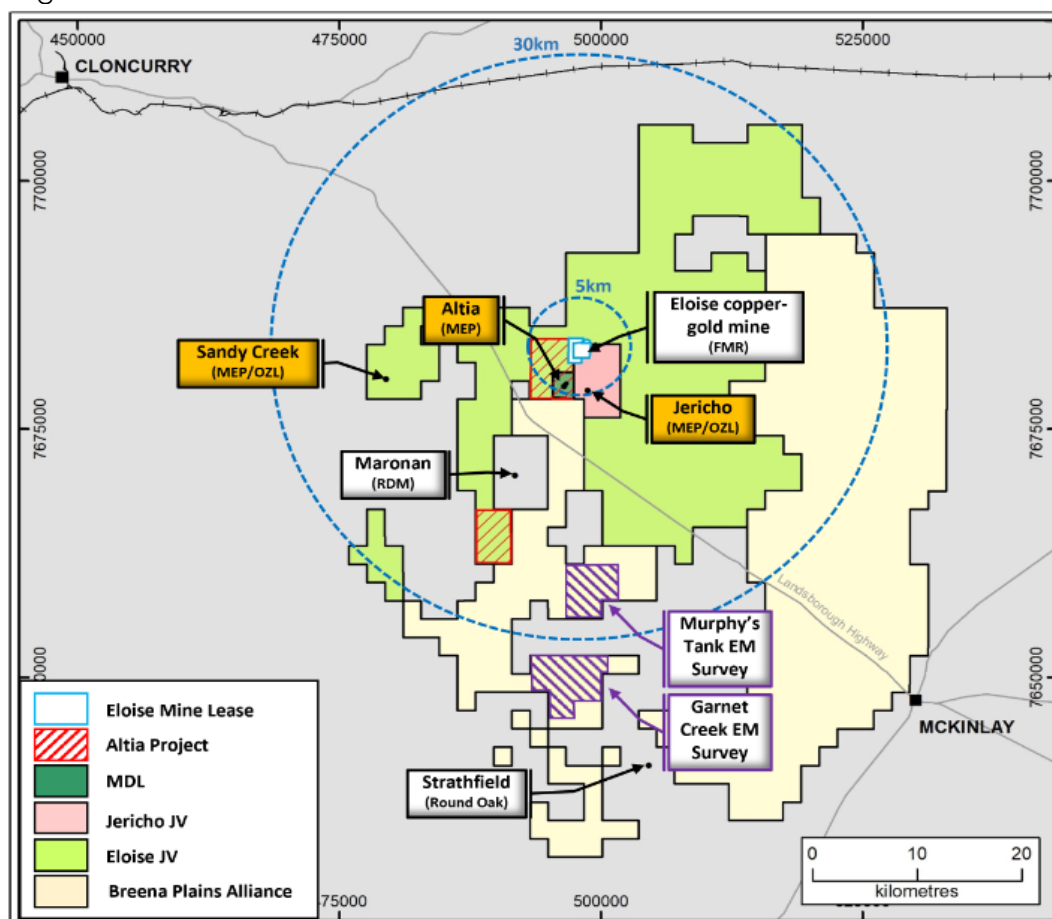 450000
475000
500000
525000
30km
CLONCURRY
7700000
7700000
5km
Altia
(MEP)
Eloise copper-
gold mine
(FMR)
Sandy Creek
(MEP/OZL)
Jericho
(MEP/OZL)
7675000
7675000
Maronan
(RDM)
Landsborough Highway
Murphy's
Tank EM
Survey
7650000
Garnet
Creek EM
Survey
MCKINLAY
Strathfield
(Round Oak)
Eloise Mine Lease
Altia Project
MDL
Jericho JV
Eloise JV
Breena Plains Alliance
0 10 20
kilometres
500000